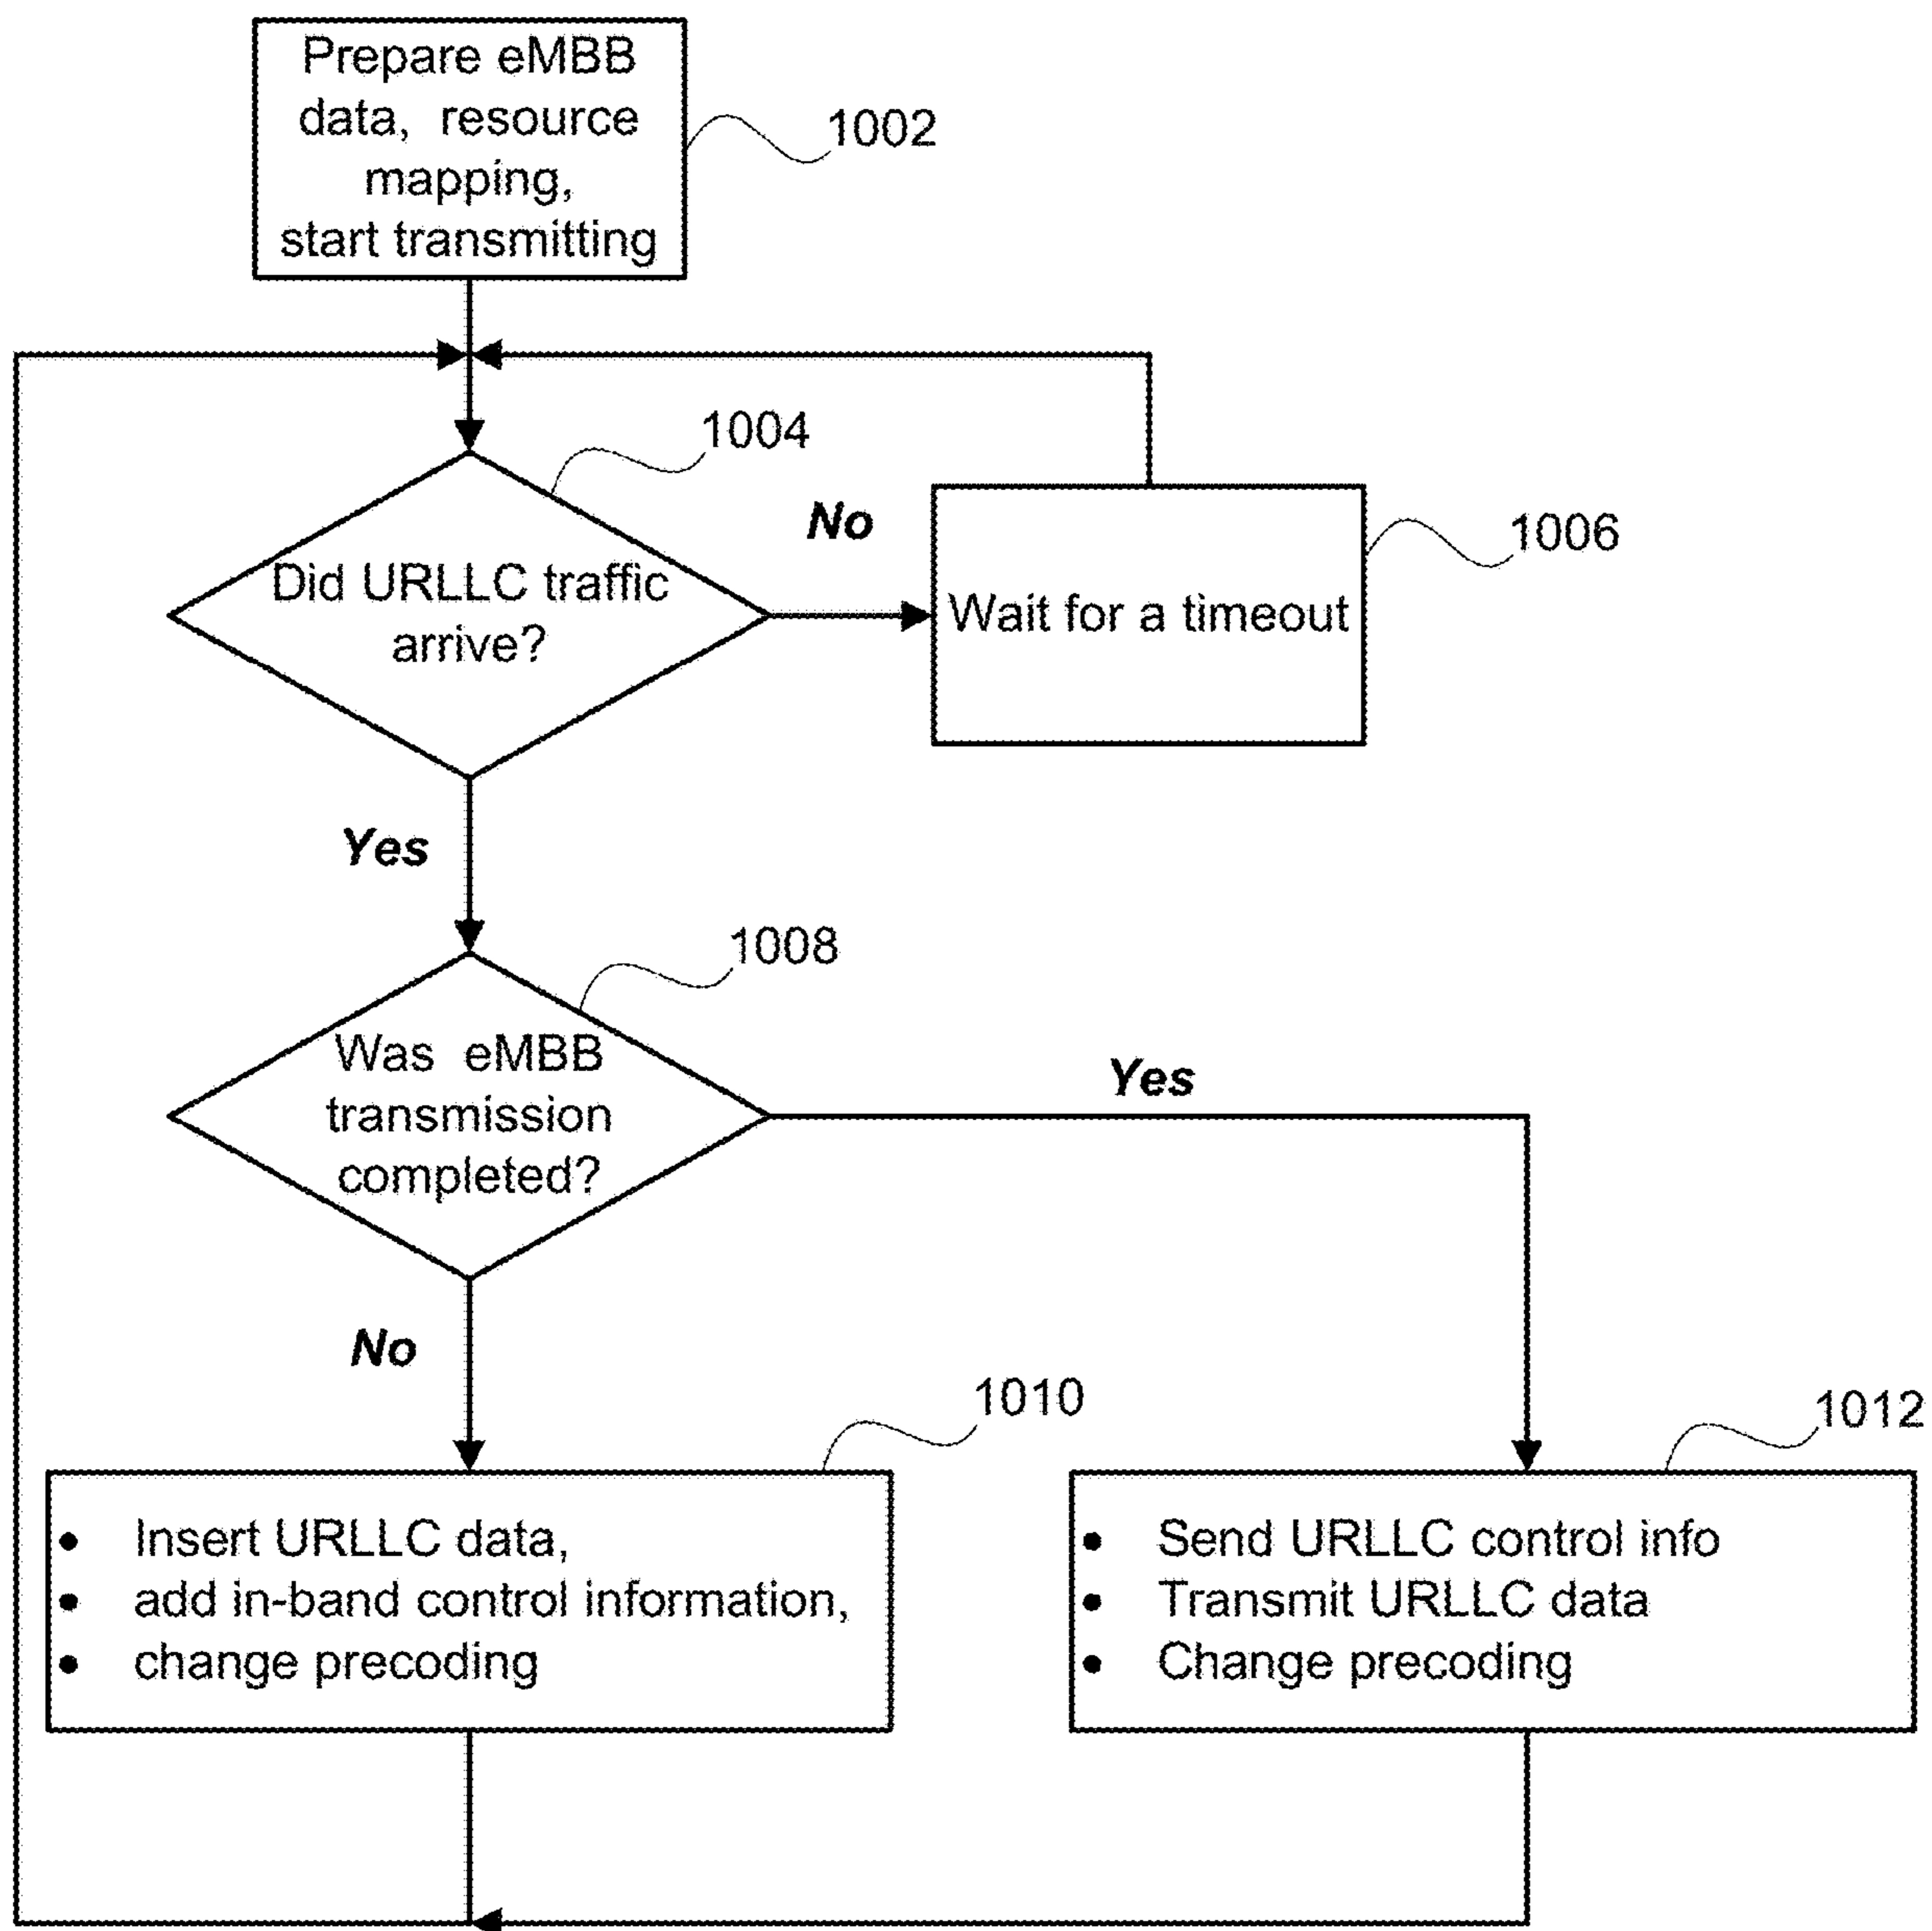 Prepare eMBB
data, resource
mapping,
start transmitting
1002
1004
No
1006
Did URLLC traffic
arrive?
Wait for a timeout
Yes
1008
Was eMBB
transmission
completed?
Yes
No
1010
1012
• Insert URLLC data,
• add in-band control information,
• change precoding
• Send URLLC control info
• Transmit URLLC data
• Change precoding